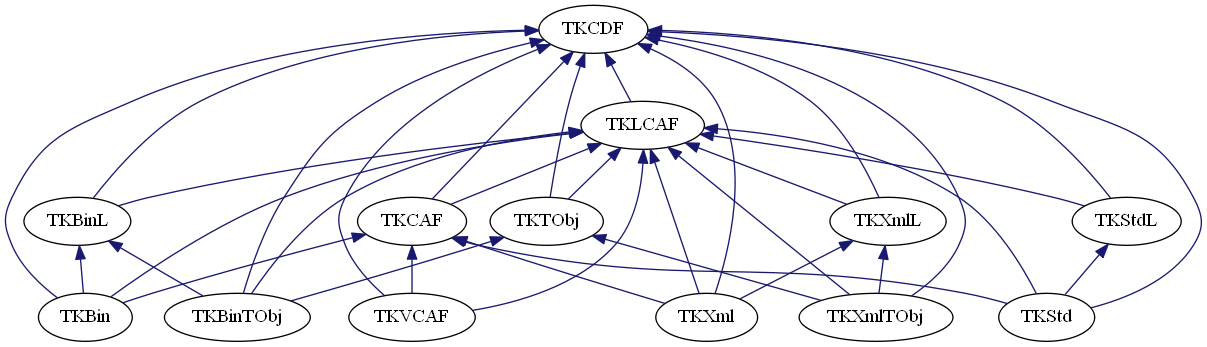 TKCDF
TKLCAF
TKBinL
TKCAF
TKTObj
TKXmlL
TKStdL
TKBin
TKBinTObj
TKVCAF
TKXml
TKXmlTObj
TKStd